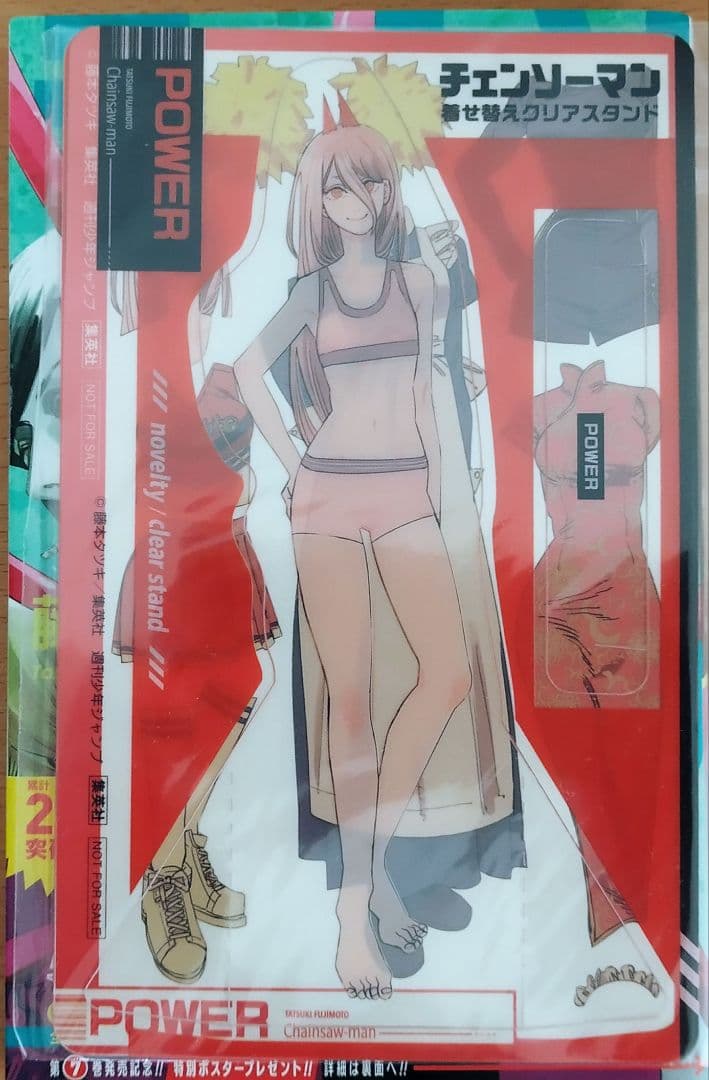 チェンソーマン
着せ替えクリアスタンド
POWER
TATSUKI FUJIMOTO
Chainsaw-man
©藤本タツキ 集英社 週刊少年ジャンプ
集英社
NOT FOR SALE
novelty / clear stand
POWER
©藤本タツキ/集英社 週刊少年ジャンプ
集英社
NOT FOR SALE
累計
2
突
POWER
TATSUKI FUJIMOTO
Chainsaw-man
第7巻発売記念!! 特別ポスタープレゼント!! 詳細は裏面へ!!